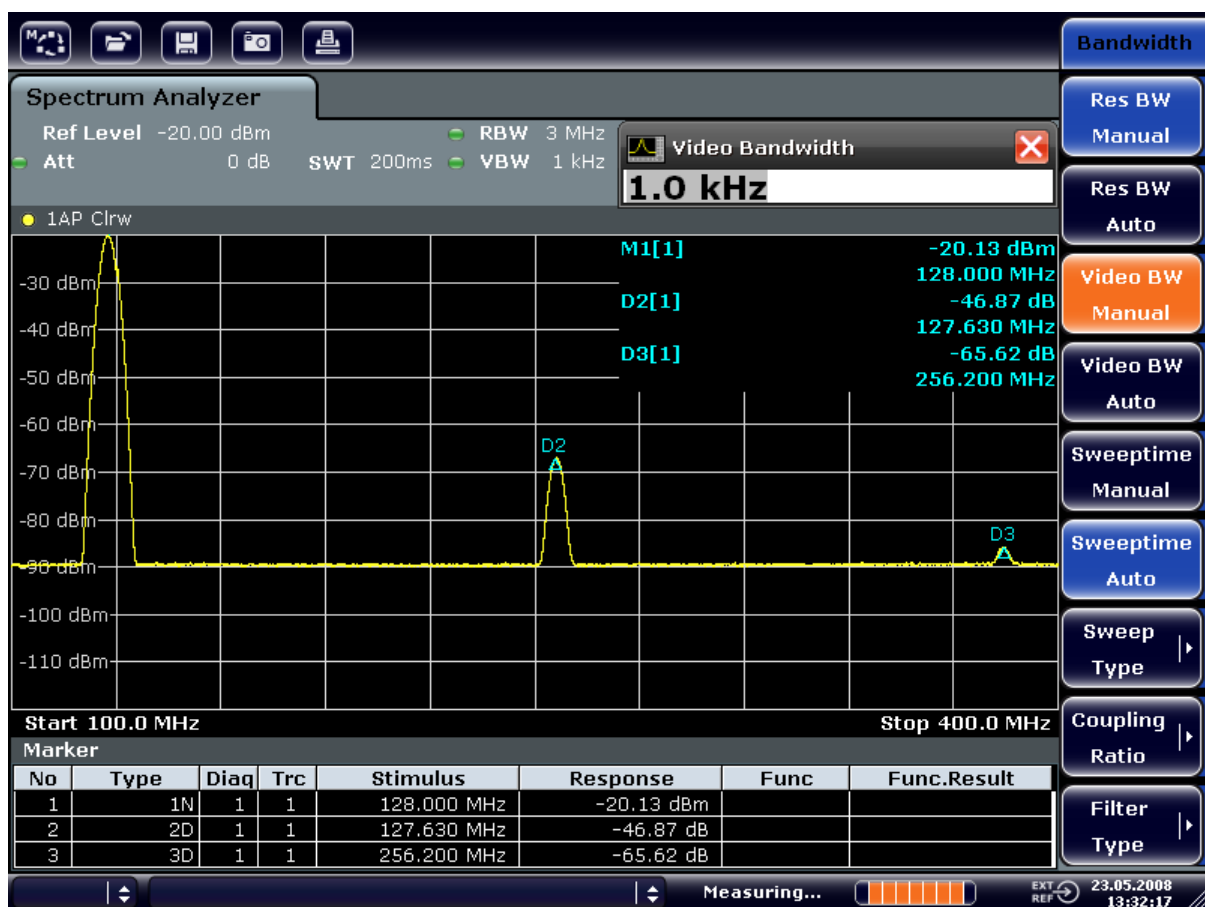 Bandwidth
Spectrum Analyzer
Ref Level -20.00 dBm RBW 3 MHz
Att 0 dB SWT 200ms VBW 1 kHz
Video Bandwidth
1.0 kHz
1AP Clrw
M1[1] -20.13 dBm
128.000 MHz
D2[1] -46.87 dB
127.630 MHz
D3[1] -65.62 dB
256.200 MHz
-30 dBm
-40 dBm
-50 dBm
-60 dBm
-70 dBm
-80 dBm
-90 dBm
-100 dBm
-110 dBm
D2
D3
Start 100.0 MHz Stop 400.0 MHz
Marker
No Type Diaq Trc Stimulus Response Func Func.Result
1 1N 1 1 128.000 MHz -20.13 dBm
2 2D 1 1 127.630 MHz -46.87 dB
3 3D 1 1 256.200 MHz -65.62 dB
Measuring...
EXT
REF
23.05.2008
13:32:17
Res BW
Manual
Res BW
Auto
Video BW
Manual
Video BW
Auto
Sweeptime
Manual
Sweeptime
Auto
Sweep
Type
Coupling
Ratio
Filter
Type
M